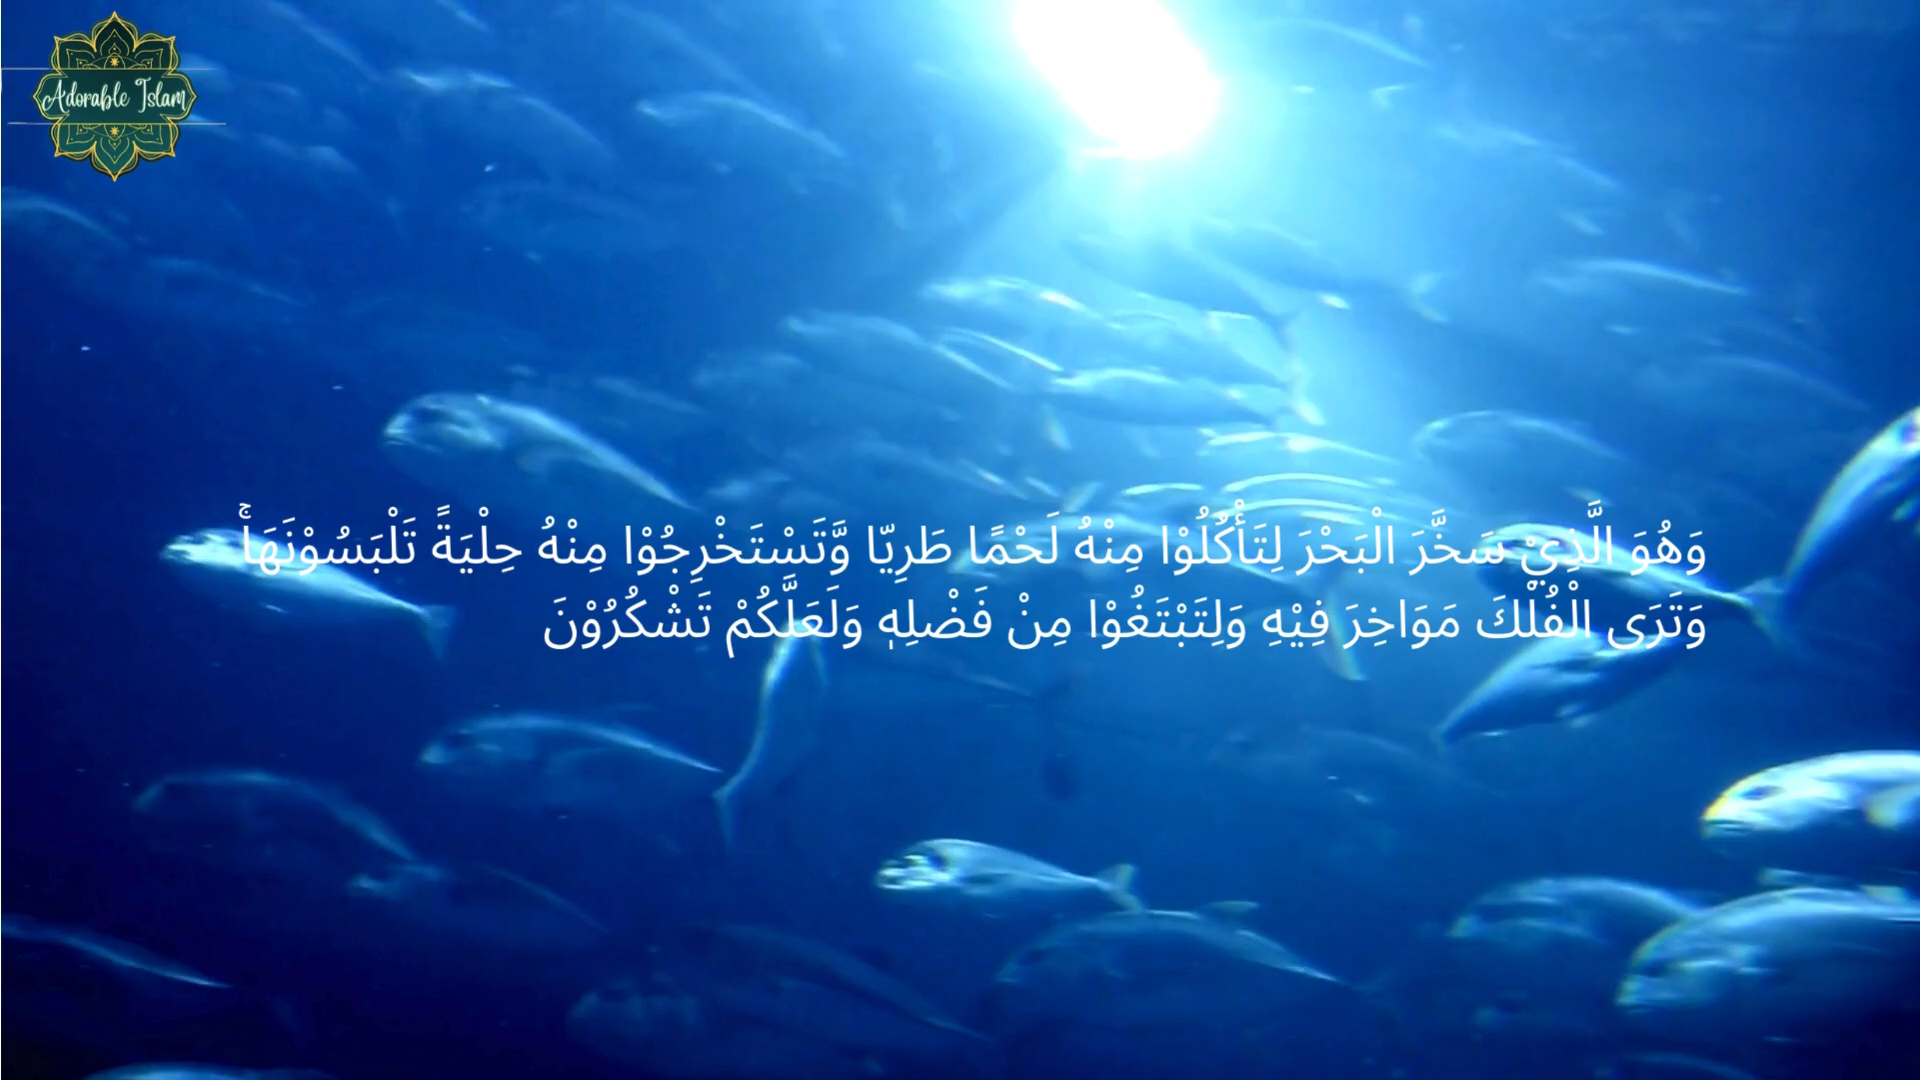 Adorable Islam
وَهُوَ الَّذِيْ سَخَّرَ الْبَحْرَ لِتَأْكُلُوْا مِنْهُ لَحْمًا طَرِيّا وَّتَسْتَخْرِجُوْا مِنْهُ حِلْيَةً تَلْبَسُوْنَهَاۚ
وَتَرَى الْفُلْكَ مَوَاخِرَ فِيْهِ وَلِتَبْتَغُوْا مِنْ فَضْلِهٖ وَلَعَلَّكُمْ تَشْكُرُوْنَ